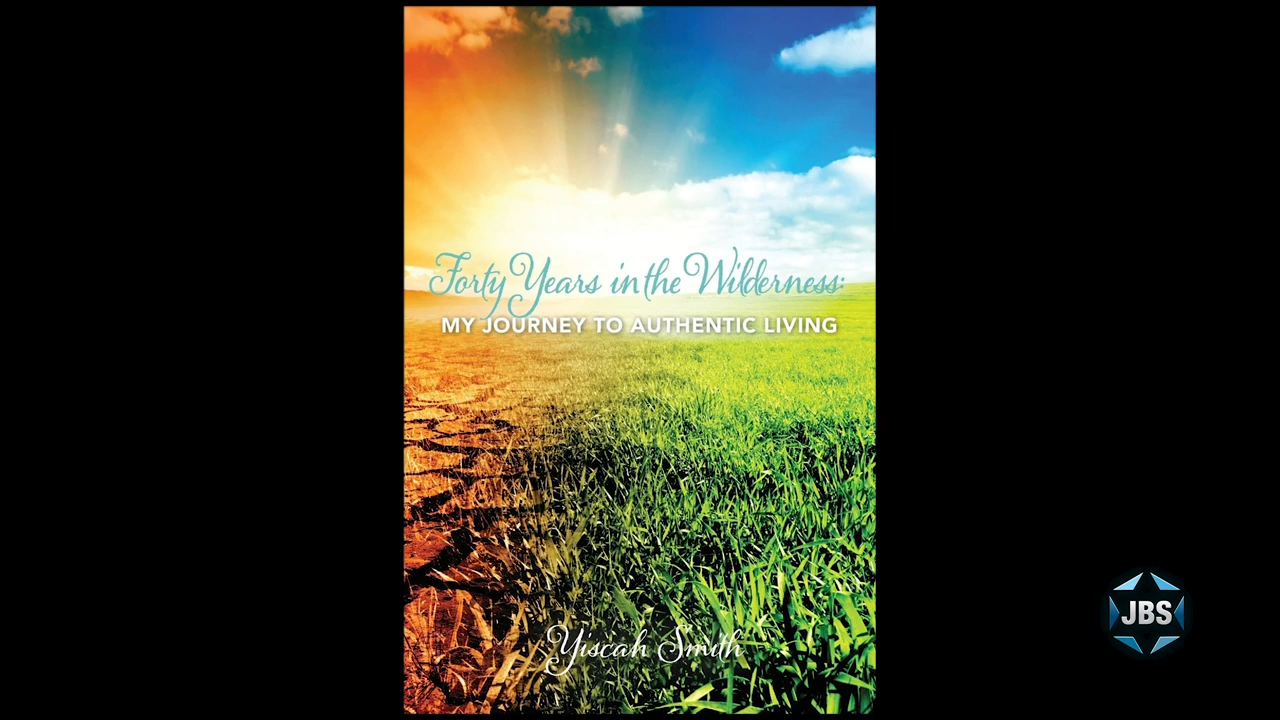 Forty Years in the Wilderness:
MY JOURNEY TO AUTHENTIC LIVING
Yiscah Smith
JBS